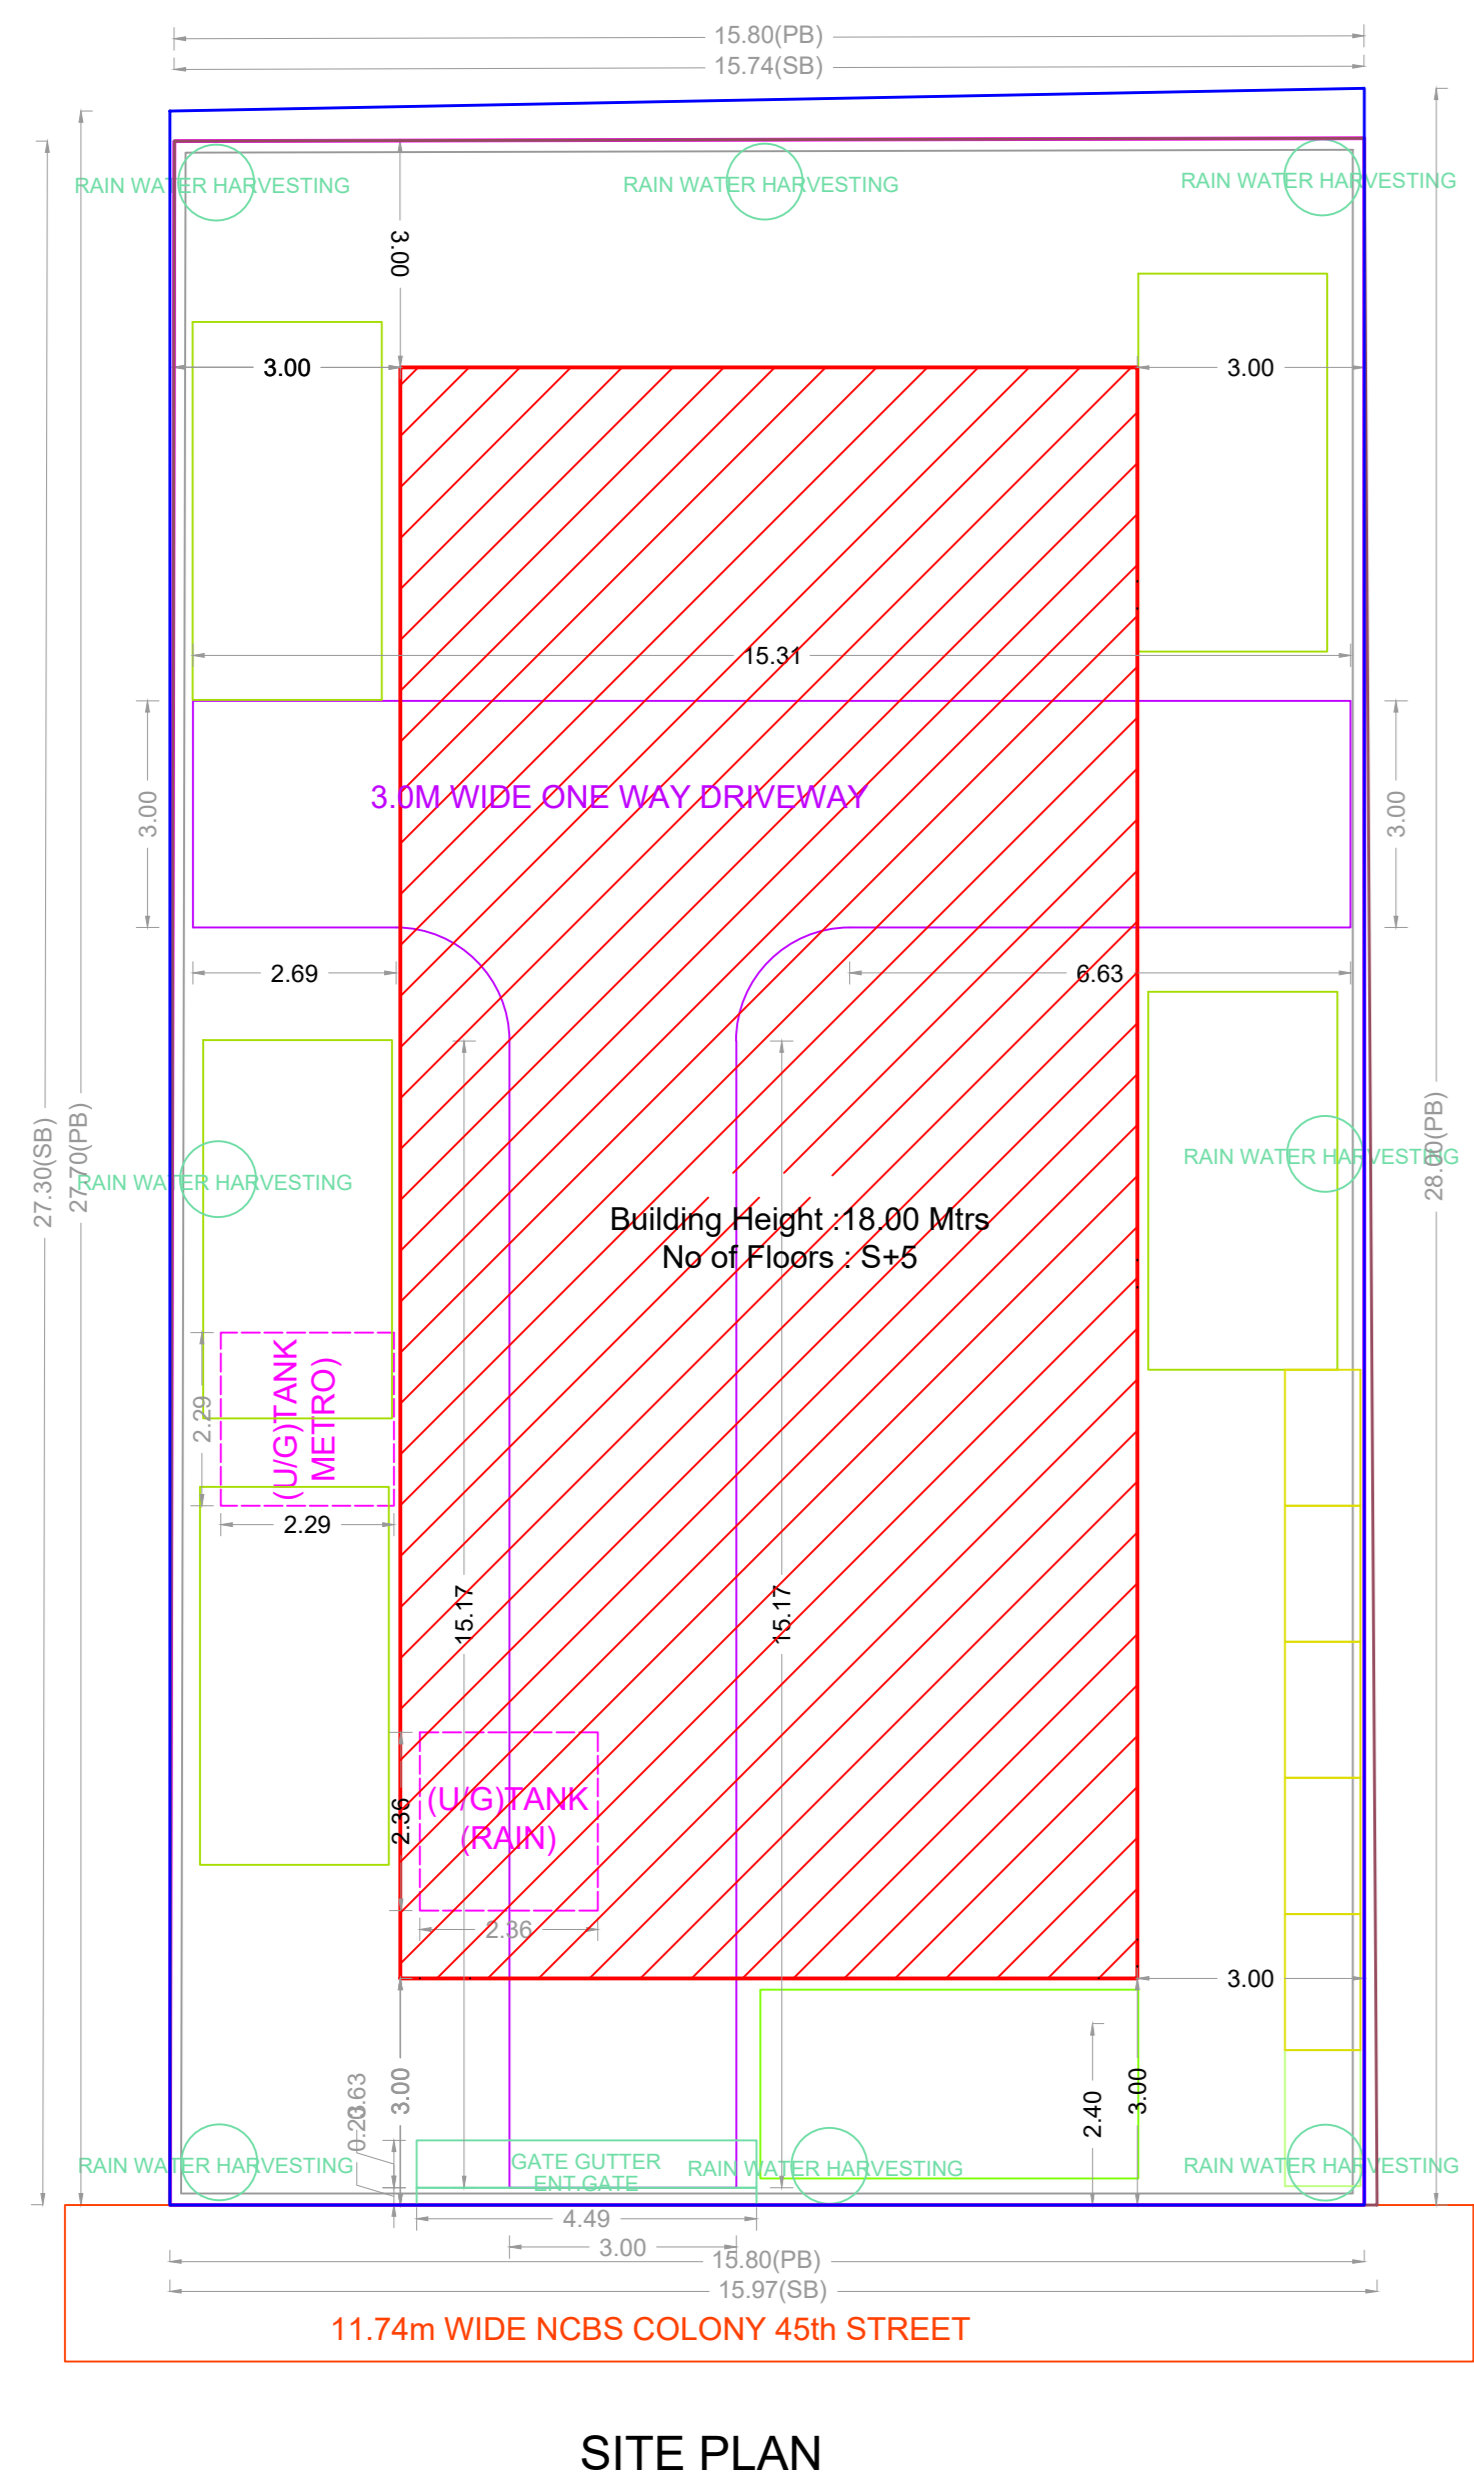 15.80(PB)
15.74(SB)
RAIN WATER HARVESTING
RAIN WATER HARVESTING
RAIN WATER HARVESTING
3.00
3.00
3.00
15.31
3.0M WIDE ONE WAY DRIVEWAY
3.00
3.00
2.69
6.63
27.30(SB)
27.70(PB)
28.00(PB)
RAIN WATER HARVESTING
RAIN WATER HARVESTING
Building Height :18.00 Mtrs
No of Floors : S+5
(U/G)TANK
METRO)
2.29
2.29
15.17
15.17
(U/G)TANK
(RAIN)
2.36
2.36
3.00
0.23
3.63
3.00
2.40
3.00
RAIN WATER HARVESTING
GATE GUTTER
ENT.GATE
RAIN WATER HARVESTING
RAIN WATER HARVESTING
4.49
3.00
15.80(PB)
15.97(SB)
11.74m WIDE NCBS COLONY 45th STREET
SITE PLAN